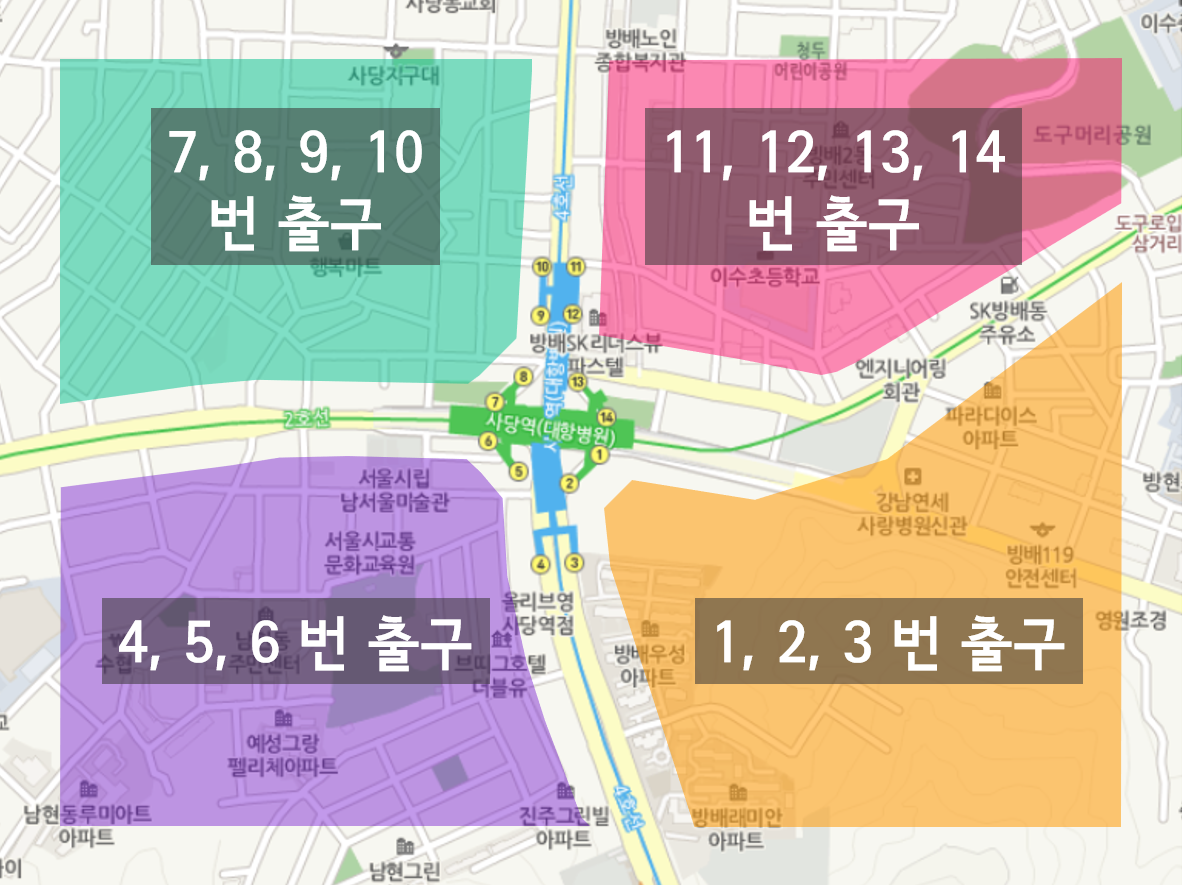 사당동교회
방배노인
종합복지관
청두
어린이공원
사당지구대
7, 8, 9, 10
번 출구
행복마트
11, 12, 13, 14
번 출구
방배2동
주민센터
도구머리공원
이수초등학교
도구로입
삼거리
4호선
10
11
9
12
SK방배동
주유소
방배SK리더스뷰
파스텔
엔지니어링
회관
8
13
7
14
2호선
사당역(대항병원)
파라다이스
아파트
6
1
5
2
서울시립
남서울미술관
강남연세
사랑병원신관
방현
서울시교통
문화교육원
4
3
방배119
안전센터
올리브영
사당역점
영원조경
4, 5, 6 번 출구
1, 2, 3 번 출구
수협
주민센터
브띠그호텔
더블유
방배우성
아파트
예성그랑
펠리체아파트
남현동루미아트
아파트
진주그린빌
아파트
4호선
방배래미안
아파트
남현그린